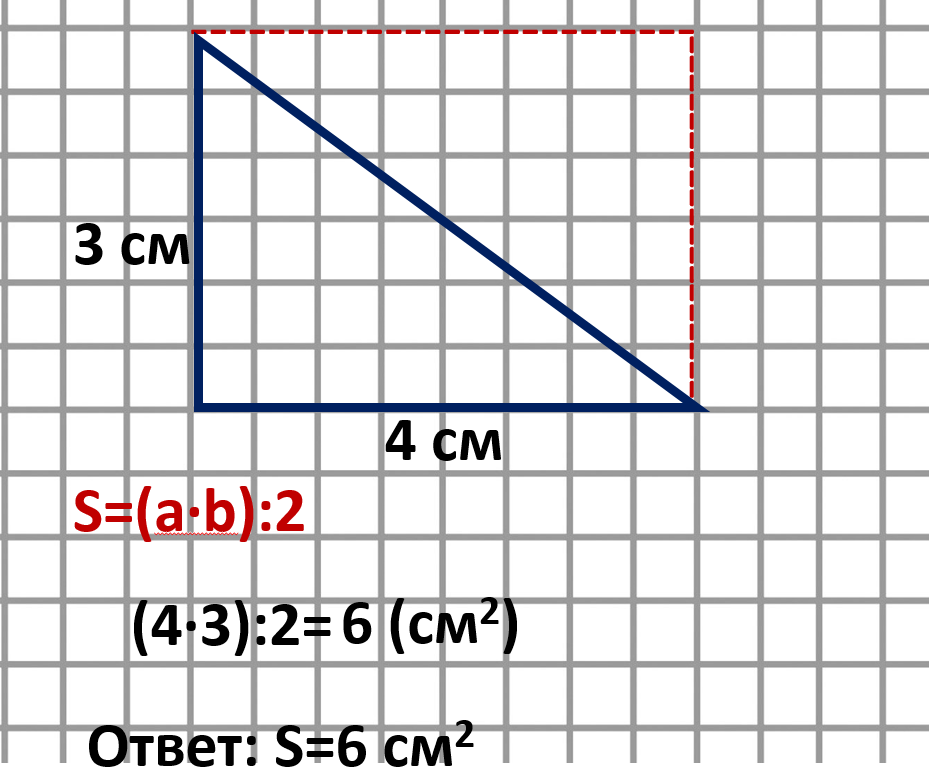 3 см
4 см
S=(a·b):2
(4·3):2= 6 (см²)
Ответ: S=6 см²